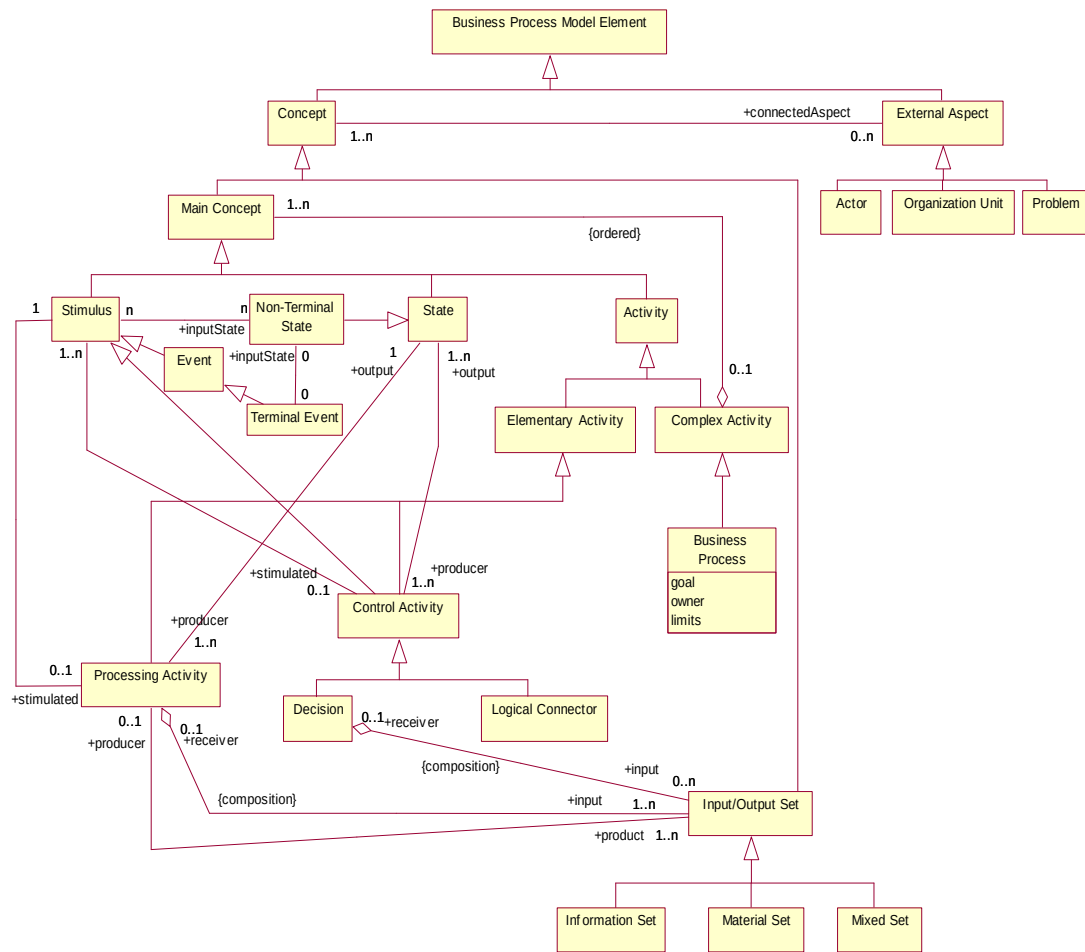 Business Process Model Element
Concept
+connectedAspect
External Aspect
1..n
0..n
Actor
Organization Unit
Problem
Main Concept
1..n
{ordered}
1
Stimulus
n
n
Non-Terminal
State
State
Activity
+inputState
1..n
+inputState
0
1
1..n
+output
+output
Event
0..1
0
Terminal Event
Elementary Activity
Complex Activity
Business
Process
goal
owner
limits
+stimulated
+producer
0..1
1..n
Control Activity
+producer
1..n
0..1
Processing Activity
+stimulated
Decision
Logical Connector
0..1
0..1
+receiver
0..1
+receiver
+producer
{composition}
+input
0..n
{composition}
+input
1..n
Input/Output Set
+product
1..n
Information Set
Material Set
Mixed Set